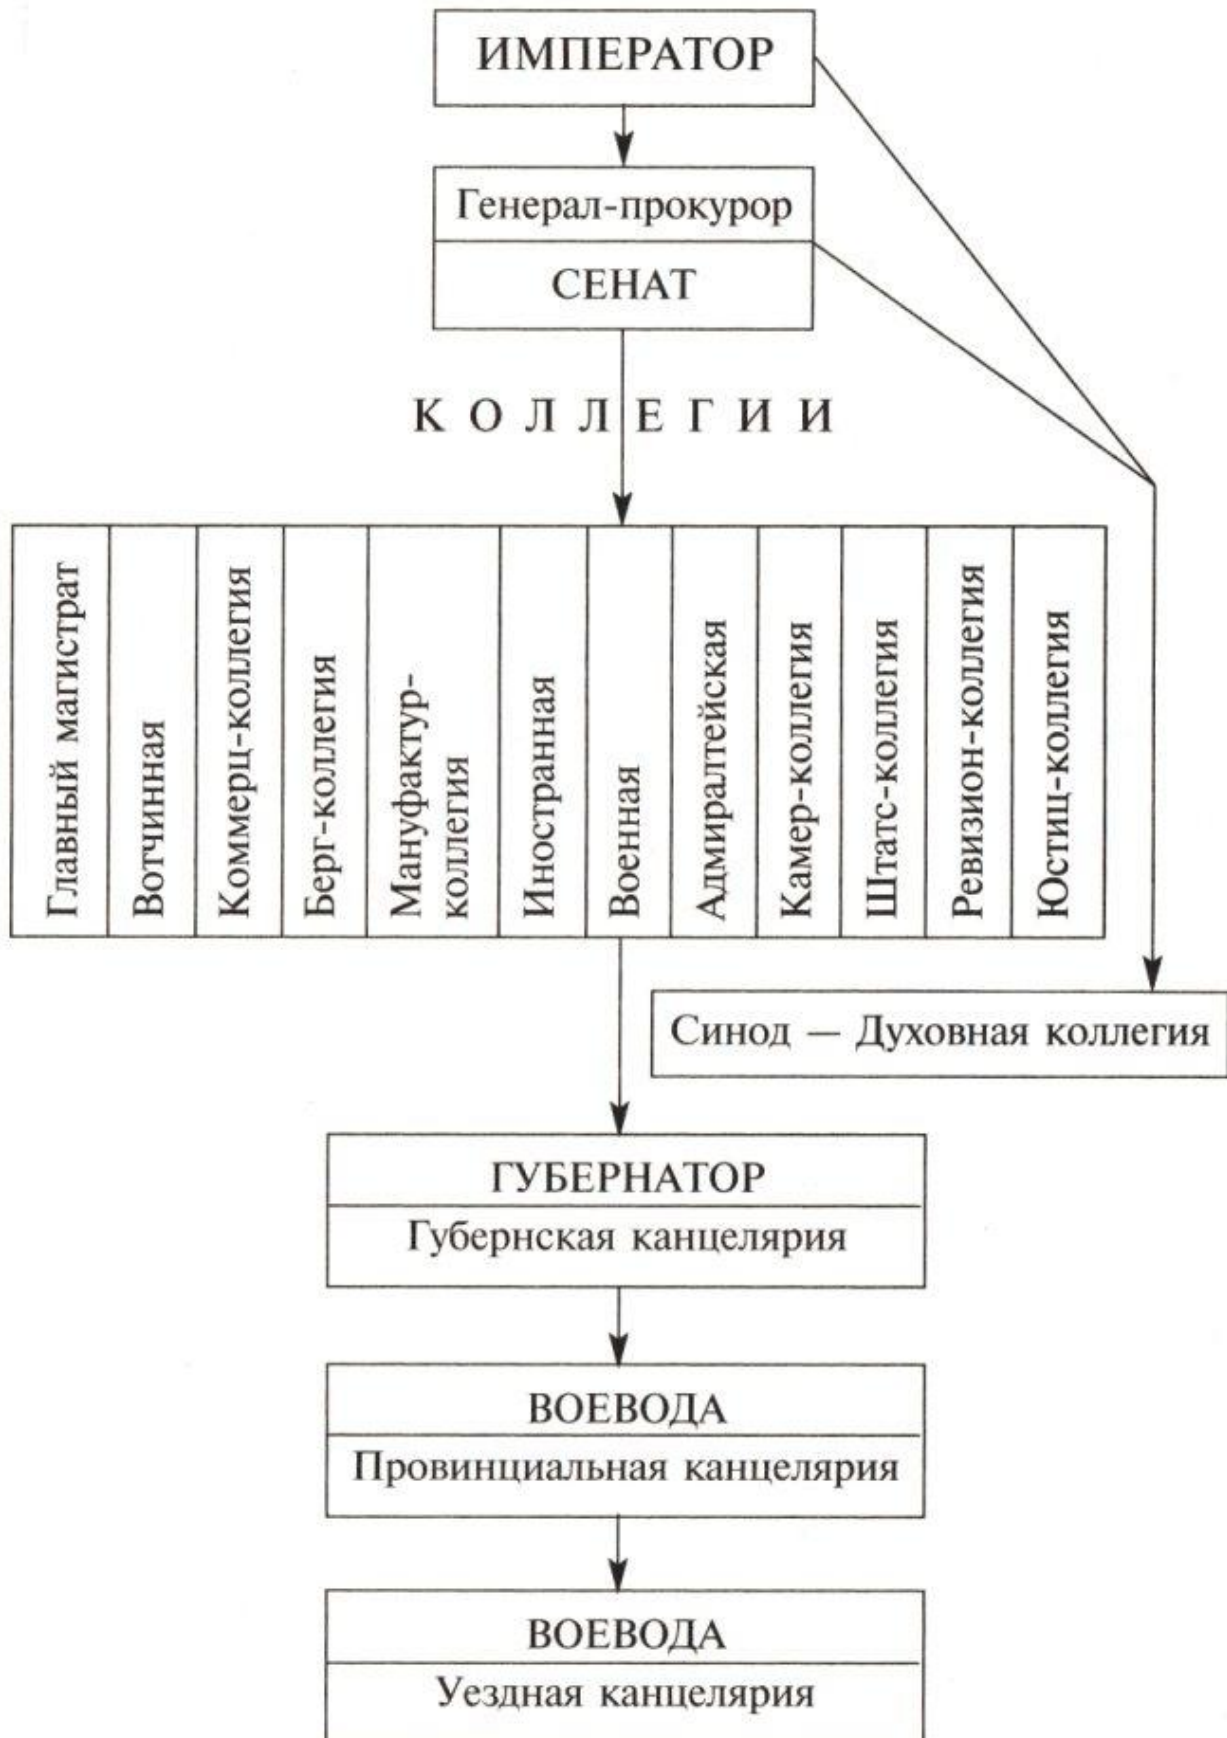 ИМПЕРАТОР
Генерал-прокурор
СЕНАТ
КОЛЛЕГИИ
Главный магистрат
Вотчинная
Коммерц-коллегия
Берг-коллегия
Мануфактур-
коллегия
Иностранная
Военная
Адмиралтейская
Камер-коллегия
Штатс-коллегия
Ревизион-коллегия
Юстиц-коллегия
Синод — Духовная коллегия
ГУБЕРНАТОР
Губернская канцелярия
ВОЕВОДА
Провинциальная канцелярия
ВОЕВОДА
Уездная канцелярия